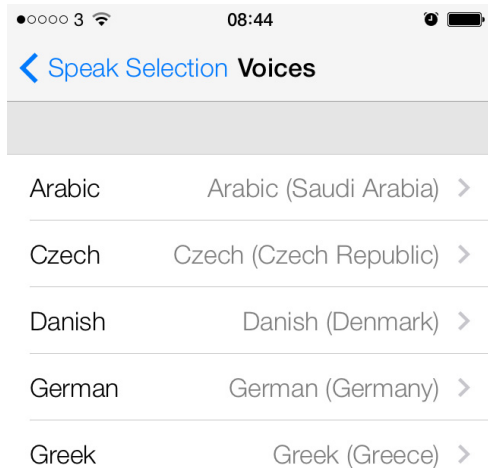 3 08:44
Speak Selection Voices
Arabic Arabic (Saudi Arabia)
Czech Czech (Czech Republic)
Danish Danish (Denmark)
German German (Germany)
Greek Greek (Greece)